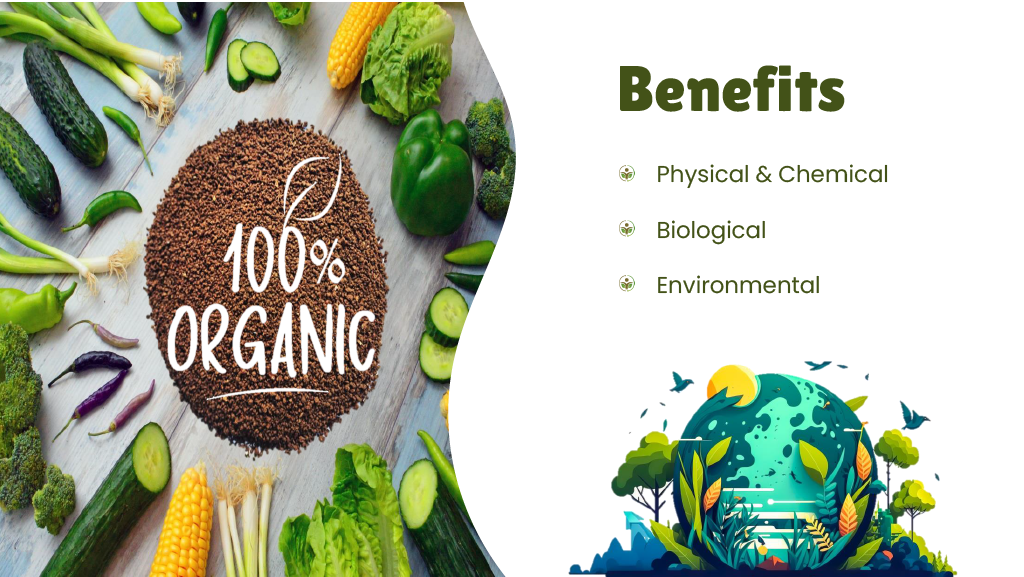 100%
ORGANIC
Benefits
Physical & Chemical
Biological
Environmental